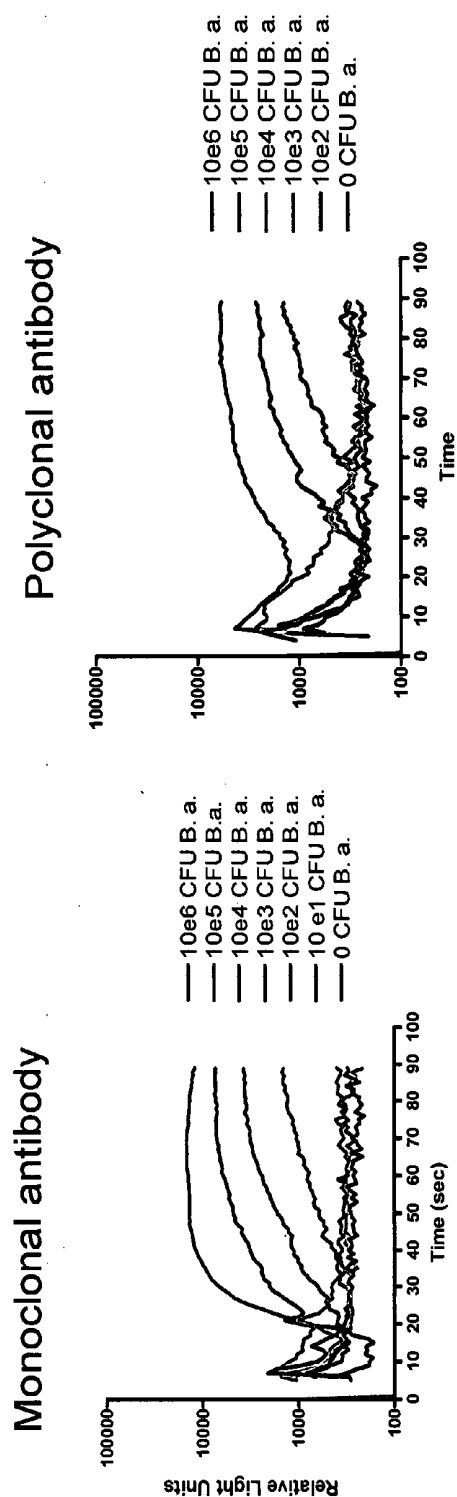 Monoclonal antibody
Relative Light Units
100000
10000
1000
100
0 10 20 30 40 50 60 70 80 90 100
Time (sec)
10e6 CFU B. a.
10e5 CFU B.a.
10e4 CFU B. a.
10e3 CFU B. a.
10e2 CFU B. a.
10 e1 CFU B. a.
0 CFU B. a.
Polyclonal antibody
100000
10000
1000
100
0 10 20 30 40 50 60 70 80 90 100
Time
10e6 CFU B. a.
10e5 CFU B. a.
10e4 CFU B. a.
10e3 CFU B. a.
10e2 CFU B. a.
0 CFU B. a.